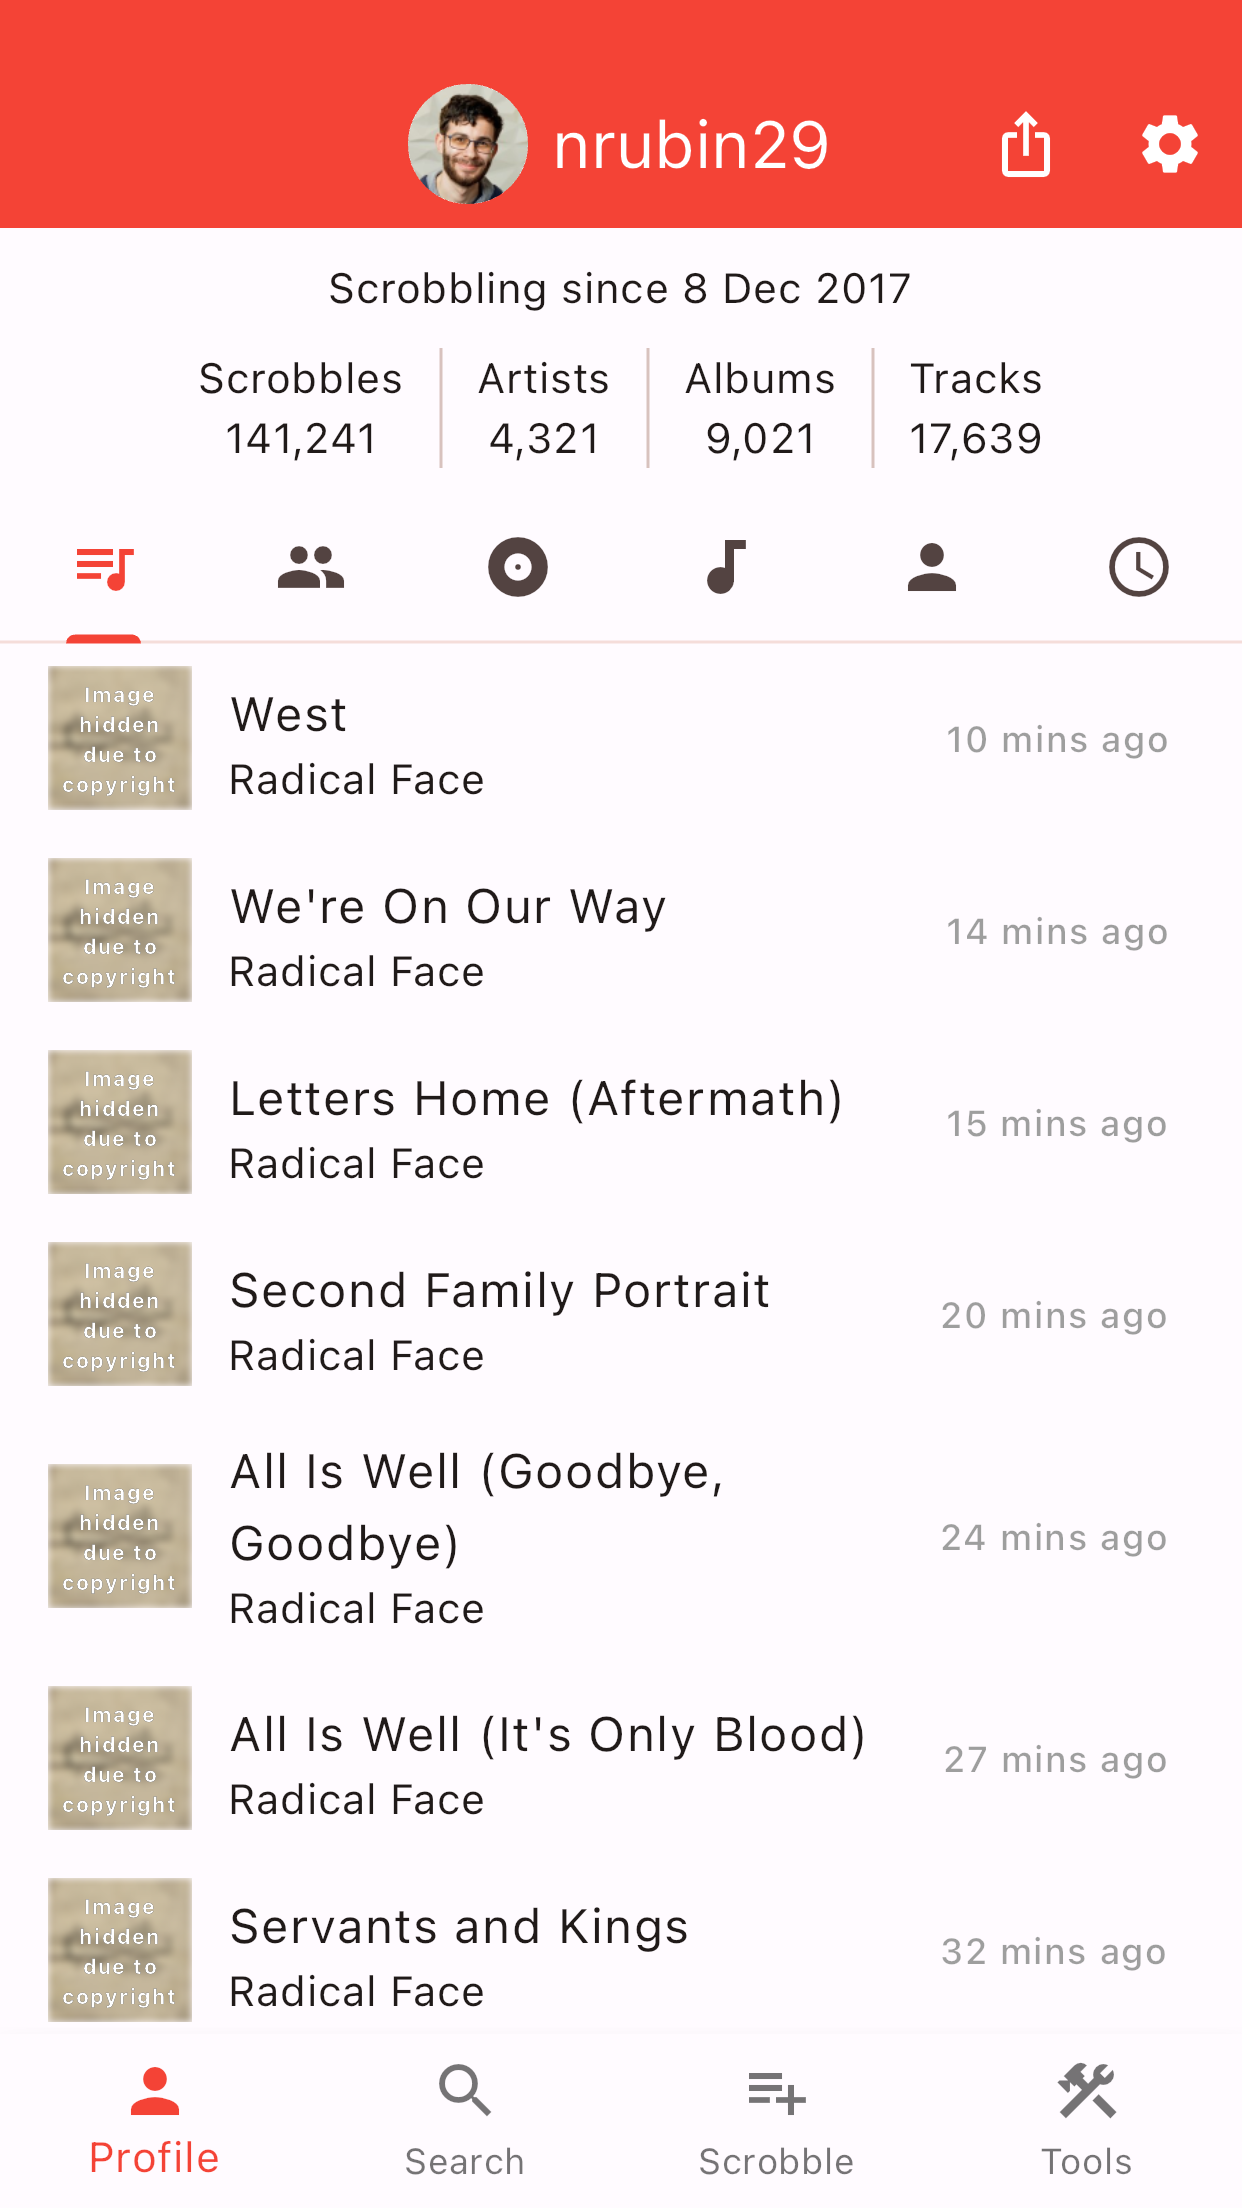 nrubin29
Scrobbling since 8 Dec 2017
Scrobbles Artists Albums Tracks
141,241 4,321 9,021 17,639
Image
hidden
due to
copyright
West
Radical Face
10 mins ago
Image
hidden
due to
copyright
We're On Our Way
Radical Face
14 mins ago
Image
hidden
due to
copyright
Letters Home (Aftermath)
Radical Face
15 mins ago
Image
hidden
due to
copyright
Second Family Portrait
Radical Face
20 mins ago
Image
hidden
due to
copyright
All Is Well (Goodbye,
Goodbye)
Radical Face
24 mins ago
Image
hidden
due to
copyright
All Is Well (It's Only Blood)
Radical Face
27 mins ago
Image
hidden
due to
copyright
Servants and Kings
Radical Face
32 mins ago
Profile Search Scrobble Tools